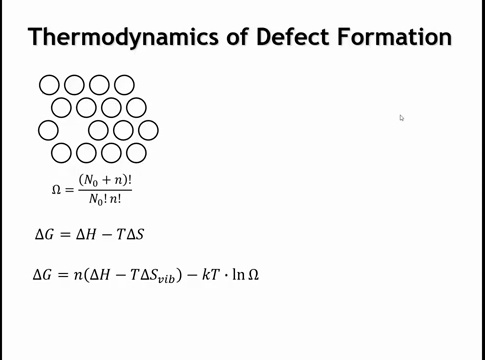 Thermodynamics of Defect Formation
Ω = (N₀ + n)! / N₀! n!
ΔG = ΔH − TΔS
ΔG = n(ΔH − TΔS_vib) − kT · ln Ω